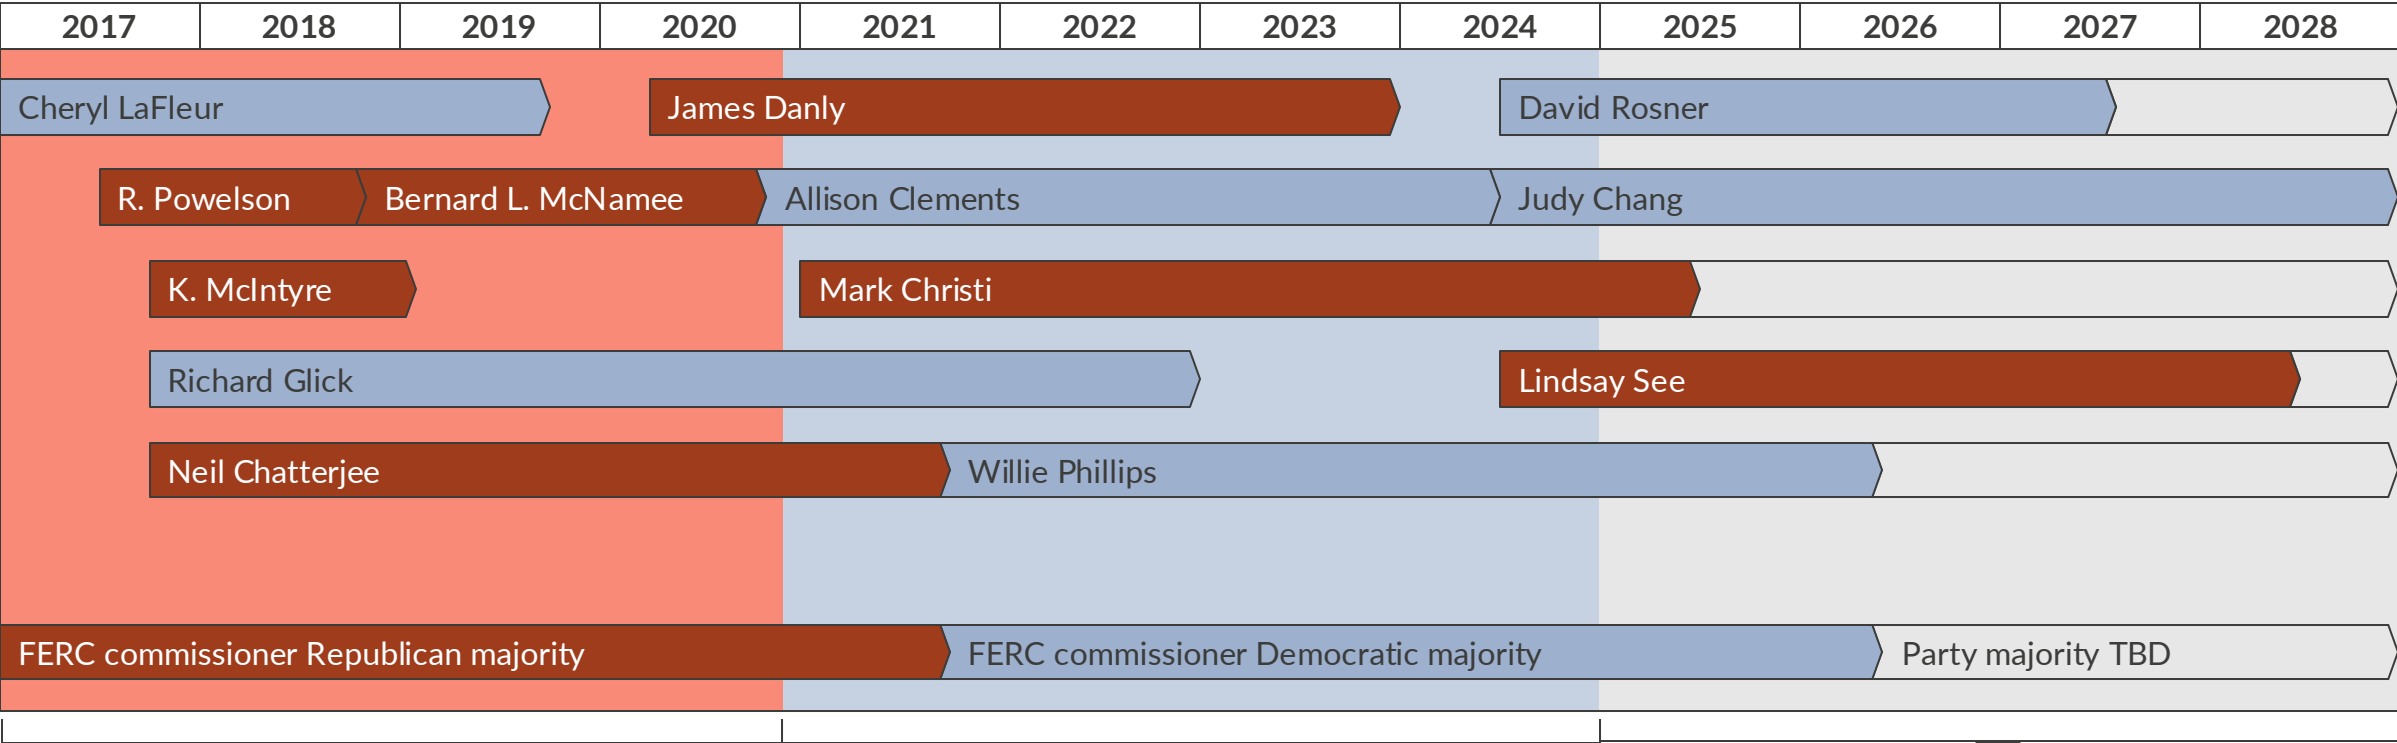 2017 2018 2019 2020 2021 2022 2023 2024 2025 2026 2027 2028
Cheryl LaFleur James Danly David Rosner
R. Powelson Bernard L. McNamee Allison Clements Judy Chang
K. McIntyre Mark Christi
Richard Glick Lindsay See
Neil Chatterjee Willie Phillips
FERC commissioner Republican majority FERC commissioner Democratic majority Party majority TBD